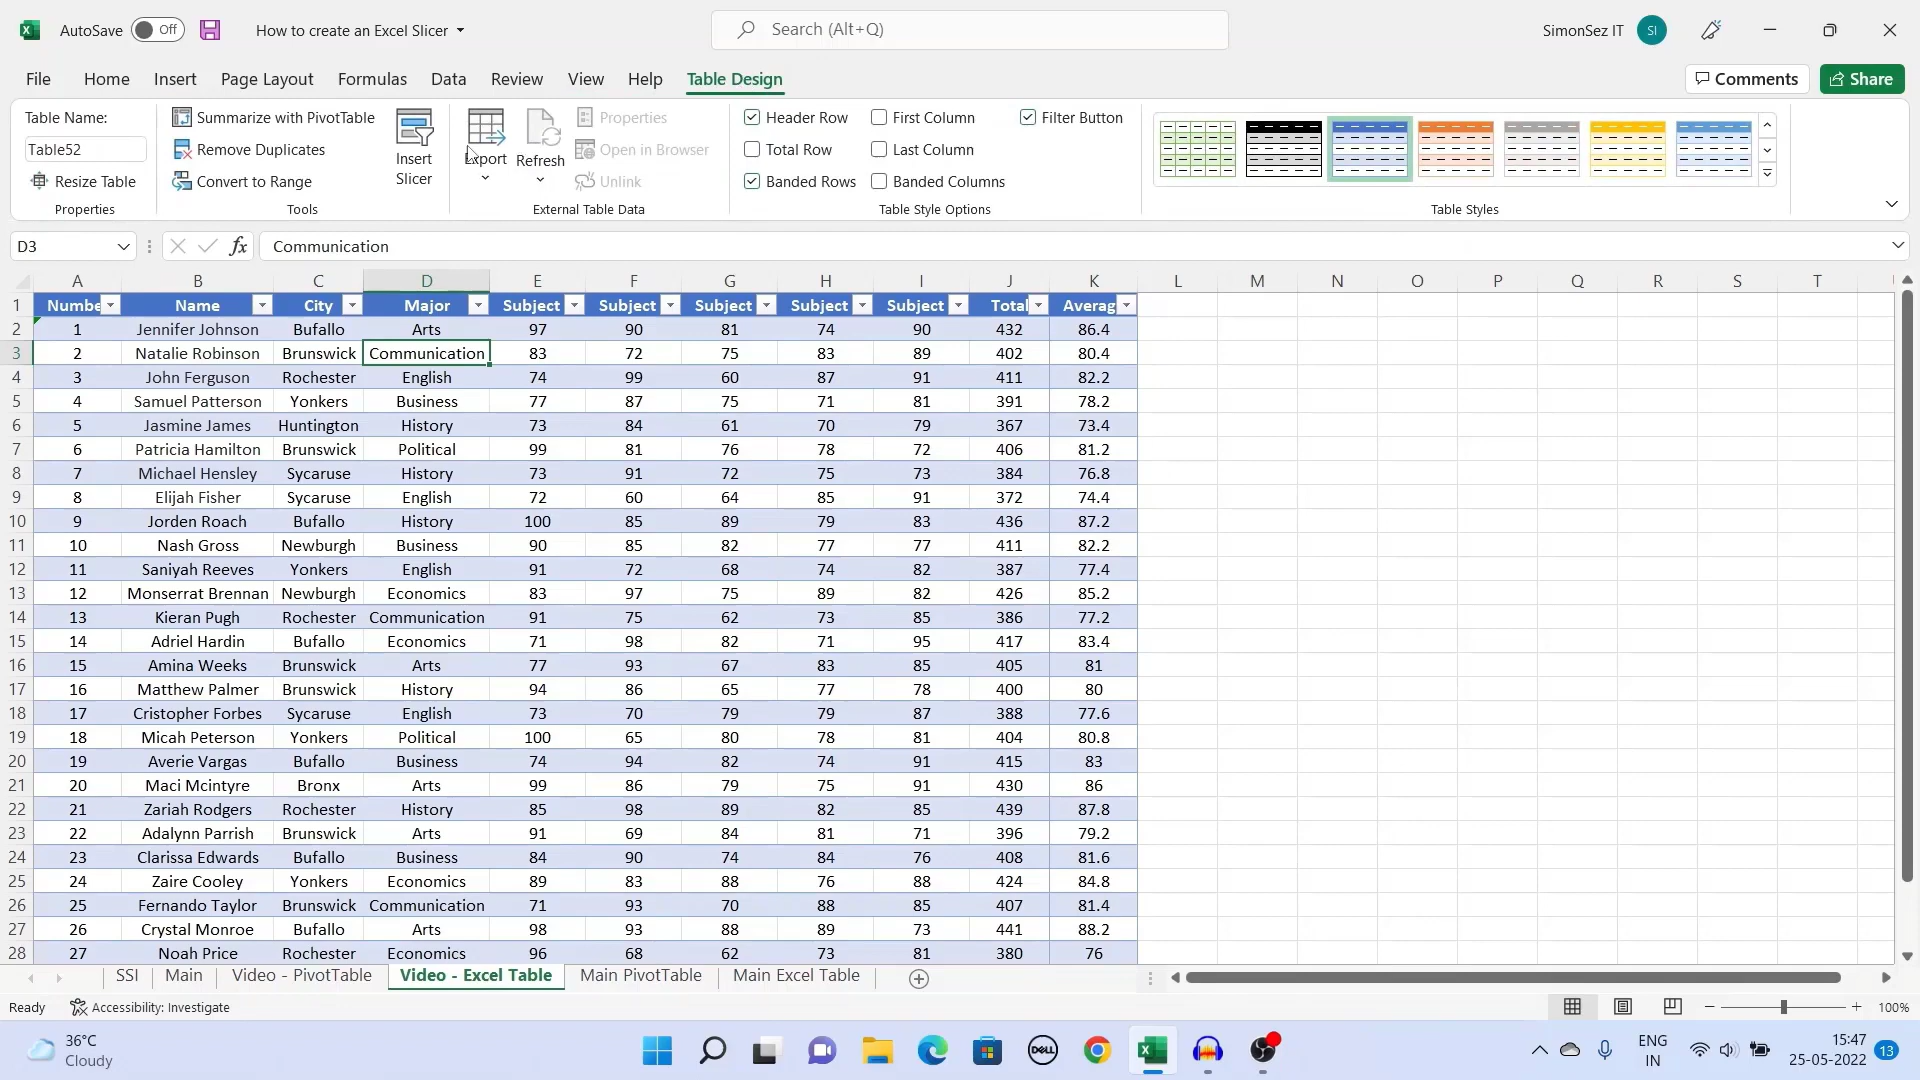 AutoSave Off How to create an Excel Slicer Search (Alt+Q) SimonSez IT SI
File Home Insert Page Layout Formulas Data Review View Help Table Design Comments Share
Table Name: Summarize with PivotTable Properties Header Row First Column Filter Button
Table52 Remove Duplicates Insert Slicer Export Refresh Open in Browser Total Row Last Column
Resize Table Convert to Range Unlink Banded Rows Banded Columns
Properties Tools External Table Data Table Style Options Table Styles
D3 fx Communication
A B C D E F G H I J K L M N O P Q R S T
1 Numbe Name City Major Subject Subject Subject Subject Subject Total Averag
2 1 Jennifer Johnson Bufallo Arts 97 90 81 74 90 432 86.4
3 2 Natalie Robinson Brunswick Communication 83 72 75 83 89 402 80.4
4 3 John Ferguson Rochester English 74 99 60 87 91 411 82.2
5 4 Samuel Patterson Yonkers Business 77 87 75 71 81 391 78.2
6 5 Jasmine James Huntington History 73 84 61 70 79 367 73.4
7 6 Patricia Hamilton Brunswick Political 99 81 76 78 72 406 81.2
8 7 Michael Hensley Sycaruse History 73 91 72 75 73 384 76.8
9 8 Elijah Fisher Sycaruse English 72 60 64 85 91 372 74.4
10 9 Jorden Roach Bufallo History 100 85 89 79 83 436 87.2
11 10 Nash Gross Newburgh Business 90 85 82 77 77 411 82.2
12 11 Saniyah Reeves Yonkers English 91 72 68 74 82 387 77.4
13 12 Monserrat Brennan Newburgh Economics 83 97 75 89 82 426 85.2
14 13 Kieran Pugh Rochester Communication 91 75 62 73 85 386 77.2
15 14 Adriel Hardin Bufallo Economics 71 98 82 71 95 417 83.4
16 15 Amina Weeks Brunswick Arts 77 93 67 83 85 405 81
17 16 Matthew Palmer Brunswick History 94 86 65 77 78 400 80
18 17 Cristopher Forbes Sycaruse English 73 70 79 79 87 388 77.6
19 18 Micah Peterson Yonkers Political 100 65 80 78 81 404 80.8
20 19 Averie Vargas Bufallo Business 74 94 82 74 91 415 83
21 20 Maci Mcintyre Bronx Arts 99 86 79 75 91 430 86
22 21 Zariah Rodgers Rochester History 85 98 89 82 85 439 87.8
23 22 Adalynn Parrish Brunswick Arts 91 69 84 81 71 396 79.2
24 23 Clarissa Edwards Bufallo Business 84 90 74 84 76 408 81.6
25 24 Zaire Cooley Yonkers Economics 89 83 88 76 88 424 84.8
26 25 Fernando Taylor Brunswick Communication 71 93 70 88 85 407 81.4
27 26 Crystal Monroe Bufallo Arts 98 93 88 89 73 441 88.2
28 27 Noah Price Rochester Economics 96 68 62 73 81 380 76
SSI Main Video - PivotTable Video - Excel Table Main PivotTable Main Excel Table
Ready Accessibility: Investigate 100%
36°C ENG 15:47
Cloudy DELL IN 25-05-2022 13